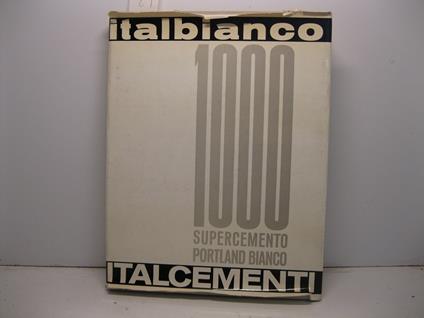 italbianco
1000
SUPERCEMENTO
PORTLAND BIANCO
ITALCEMENTI